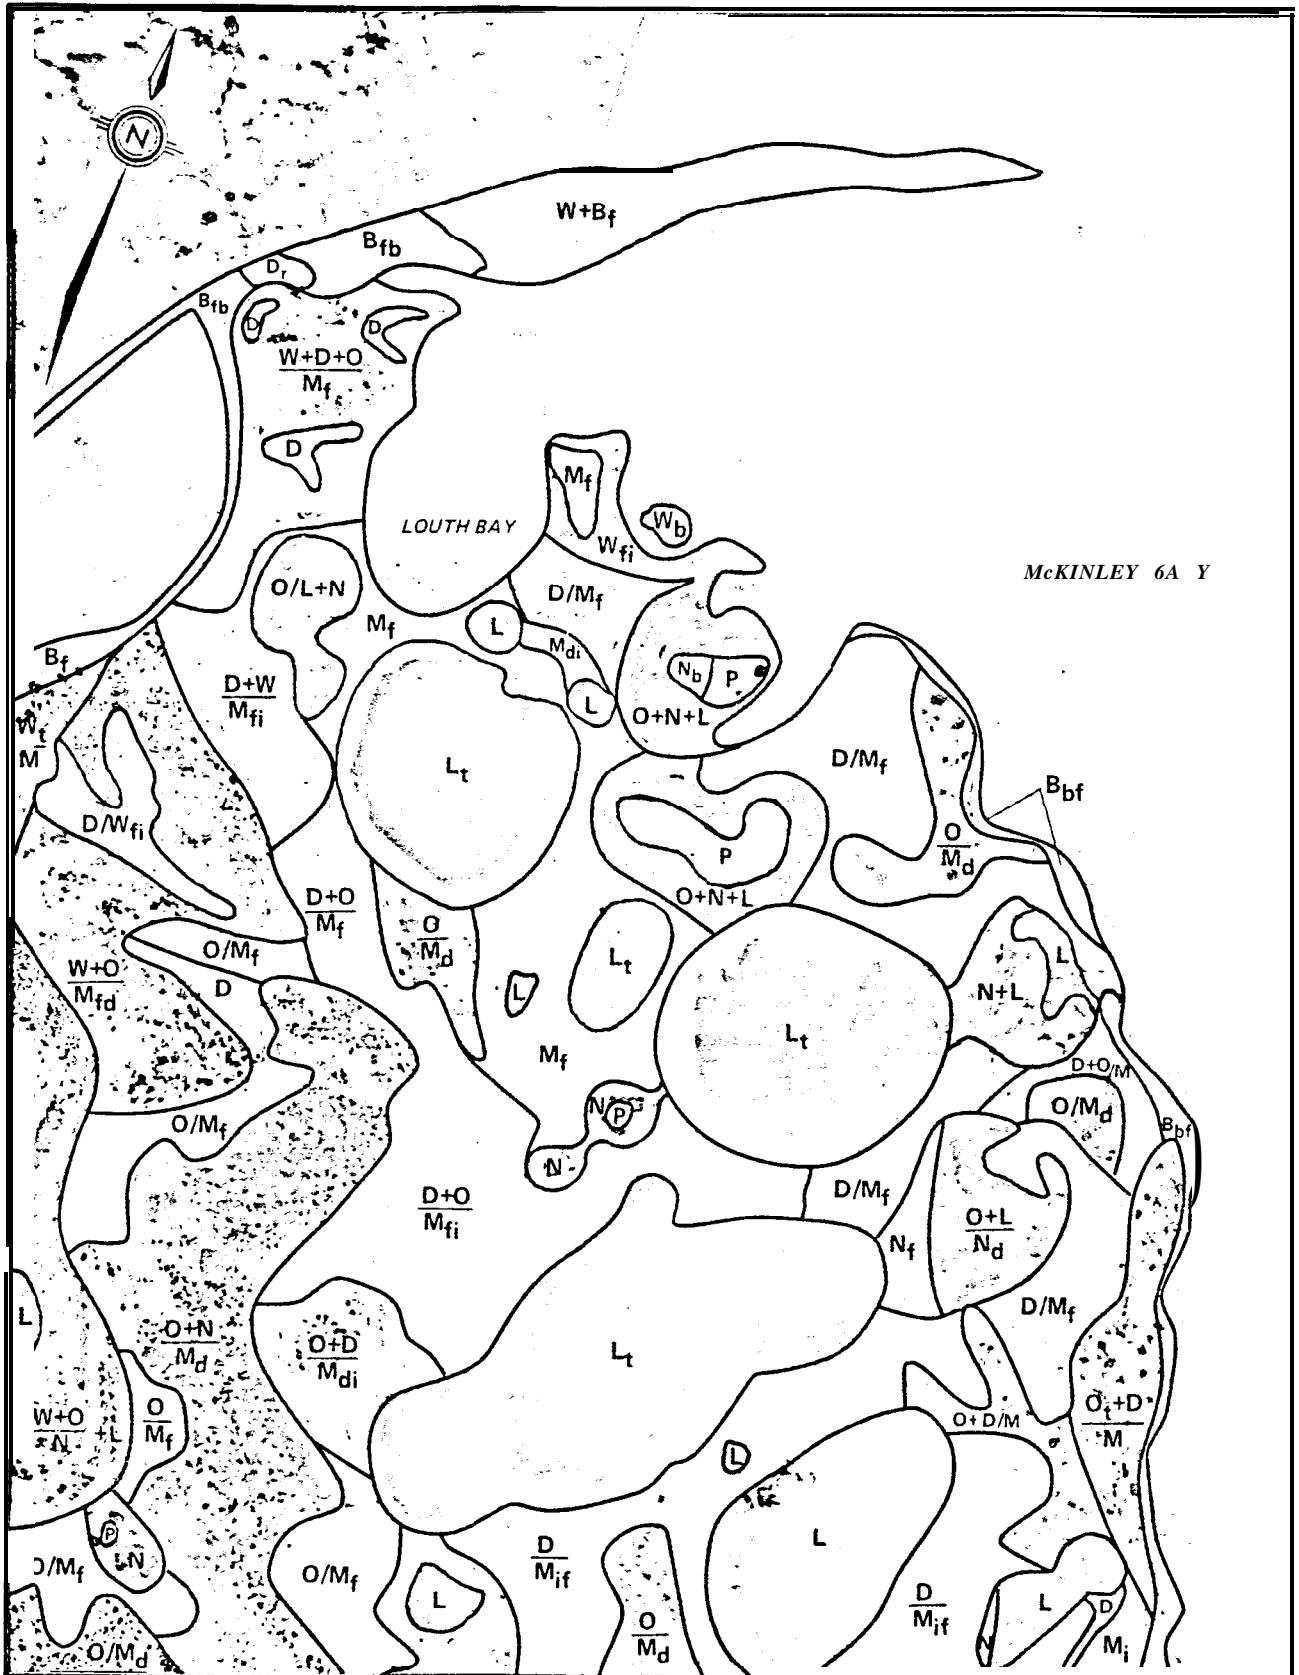 N
W+Bf
Bfb
Dr
Bfb
D
D
W+D+O
Mf
D
Mf
Wb
LOUTH BAY
Wfi
McKINLEY 6A Y
O/L+N
D/Mf
Mf
L
Mdi
Bf
Nb
P
D+W
Mfi
L
O+N+L
Wt
M
D/Mf
Lt
Bbf
D/Wfi
O
Md
P
O+N+L
D+O
Mf
O
Md
O/Mf
Lt
L
W+O
Mfd
D
L
N+L
Lt
Mf
D+O/M
P
O/Md
O/Mf
Bbf
N
D/Mf
D+O
Mfi
O+L
Nd
Nf
L
D/Mf
O+N
Md
O+D
Mdi
Lt
W+O
N
+L
O
Mf
Ot+D
M
O+D/M
L
P
L
LN
D
Mif
O/Mf
O/Mf
L
D
Mif
L
D
O
Md
N
Mi
O/Md